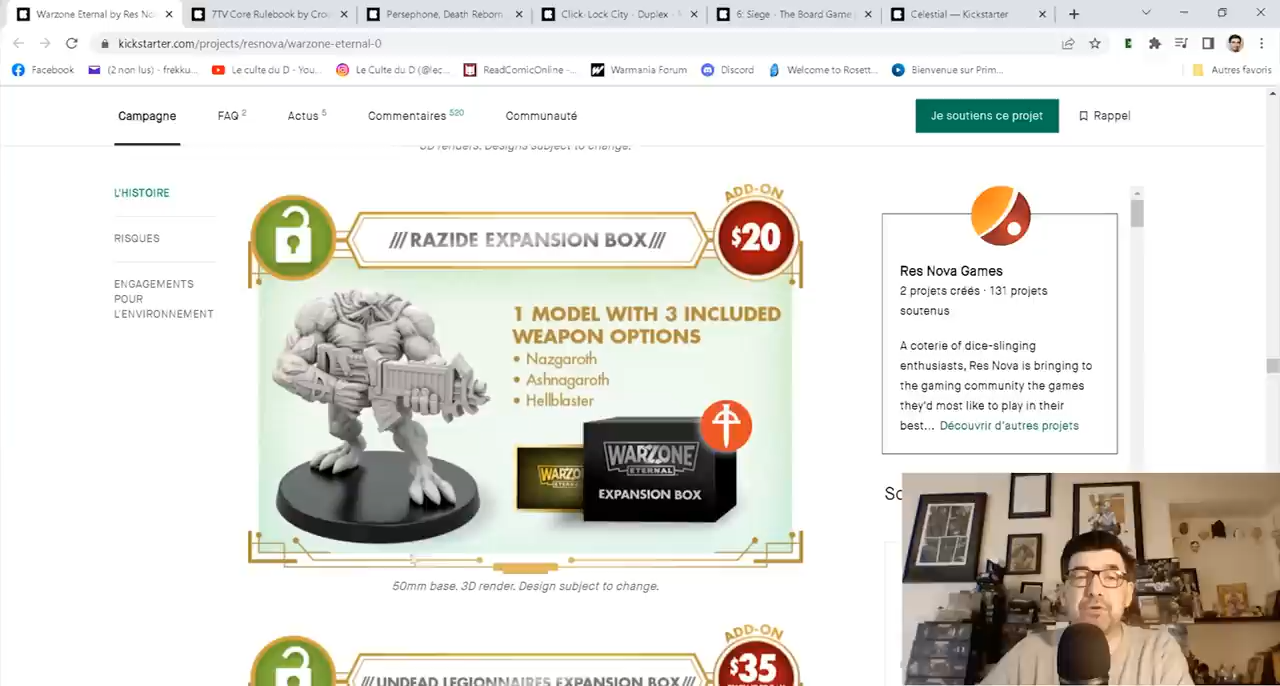 Warzone Eternal by Res No
7TV Core Rulebook by Cro
Persephone, Death Reborn
Click-Lock City - Duplex -
6: Siege - The Board Game
Celestial — Kickstarter
kickstarter.com/projects/resnova/warzone-eternal-0
Facebook
(2 non lus) - frekku...
Le culte du D - You...
Le Culte du D (@lec...
ReadComicOnline -...
Warmania Forum
Discord
Welcome to Rosett...
Bienvenue sur Prim...
Autres favoris
Campagne
FAQ 2
Actus 5
Commentaires 520
Communauté
Je soutiens ce projet
Rappel
3D renders. Designs subject to change.
L'HISTOIRE
RISQUES
ENGAGEMENTS
POUR
L'ENVIRONNEMENT
ADD-ON
///RAZIDE EXPANSION BOX///
$20
1 MODEL WITH 3 INCLUDED
WEAPON OPTIONS
• Nazgaroth
• Ashnagaroth
• Hellblaster
WARZONE
ETERNAL
EXPANSION BOX
50mm base. 3D render. Design subject to change.
ADD-ON
///UNDEAD LEGIONNAIRES EXPANSION BOX///
$35
Res Nova Games
2 projets créés · 131 projets
soutenus
A coterie of dice-slinging
enthusiasts, Res Nova is bringing to
the gaming community the games
they'd most like to play in their
best... Découvrir d'autres projets